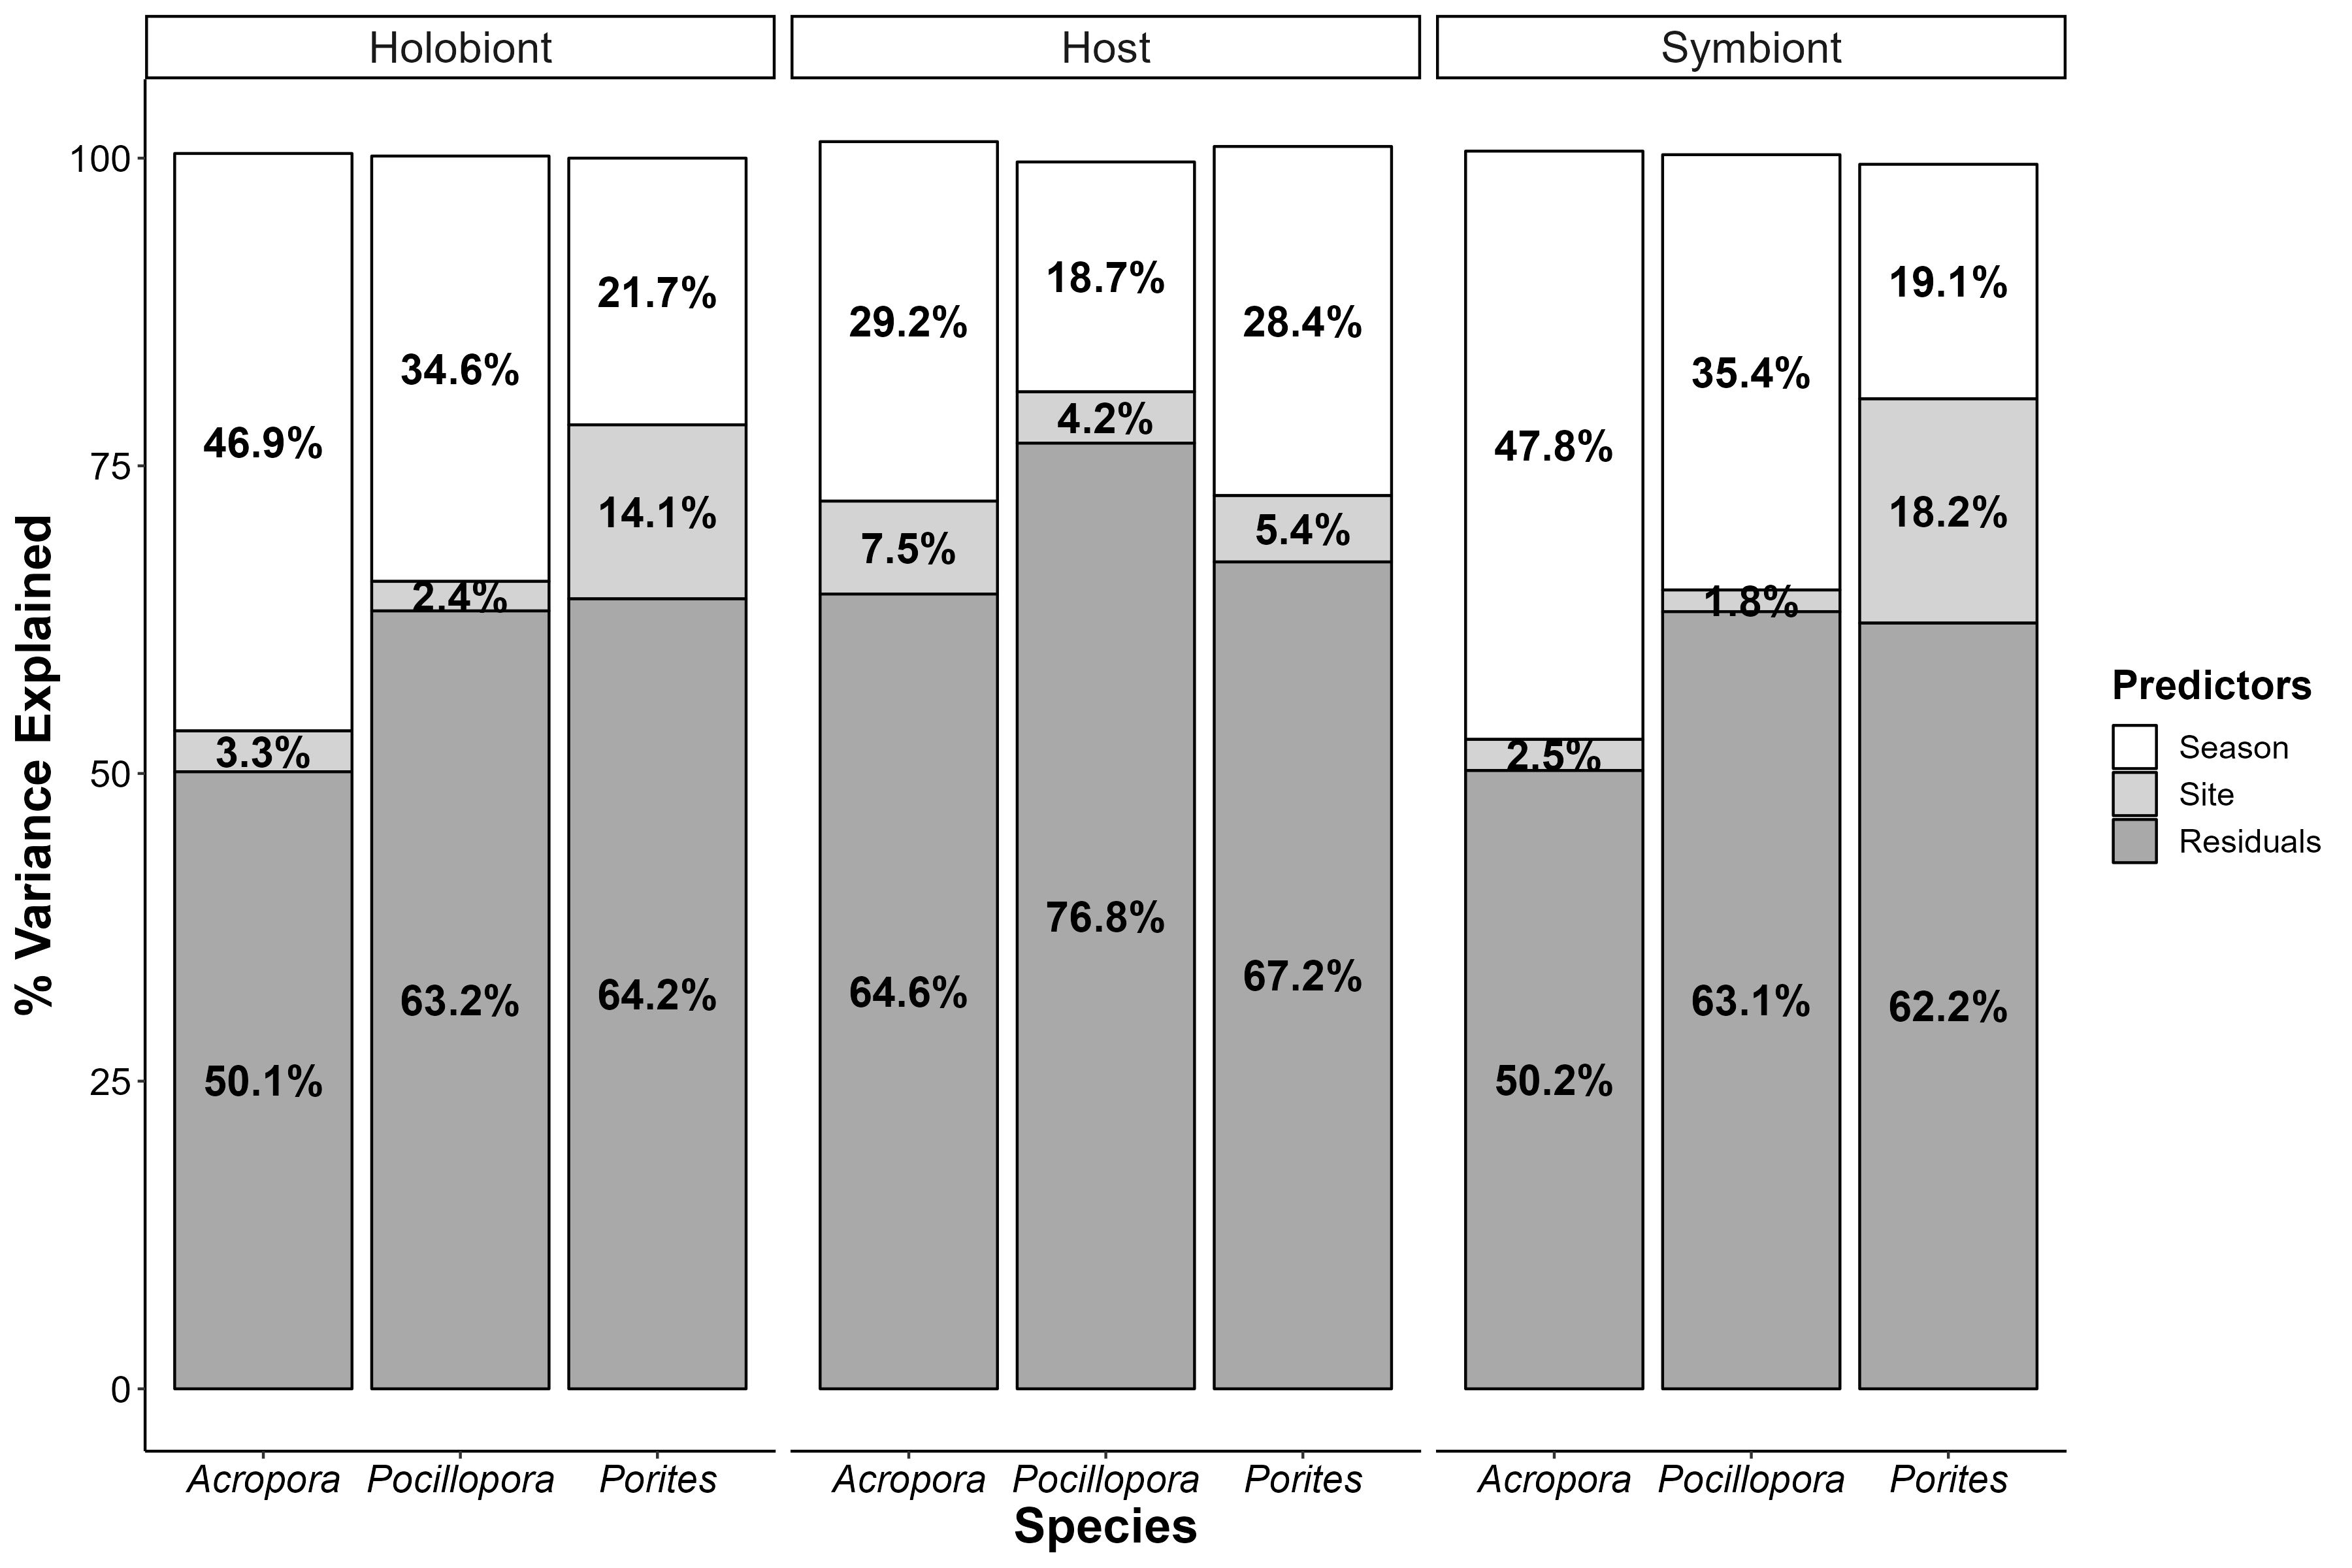 Holobiont Host Symbiont
% Variance Explained
100
75
50
25
0
46.9% 34.6% 21.7% 29.2% 18.7% 28.4% 47.8% 35.4% 19.1%
3.3% 2.4% 14.1% 7.5% 4.2% 5.4% 2.5% 1.8% 18.2%
50.1% 63.2% 64.2% 64.6% 76.8% 67.2% 50.2% 63.1% 62.2%
Acropora Pocillopora Porites Acropora Pocillopora Porites Acropora Pocillopora Porites
Species
Predictors
Season
Site
Residuals